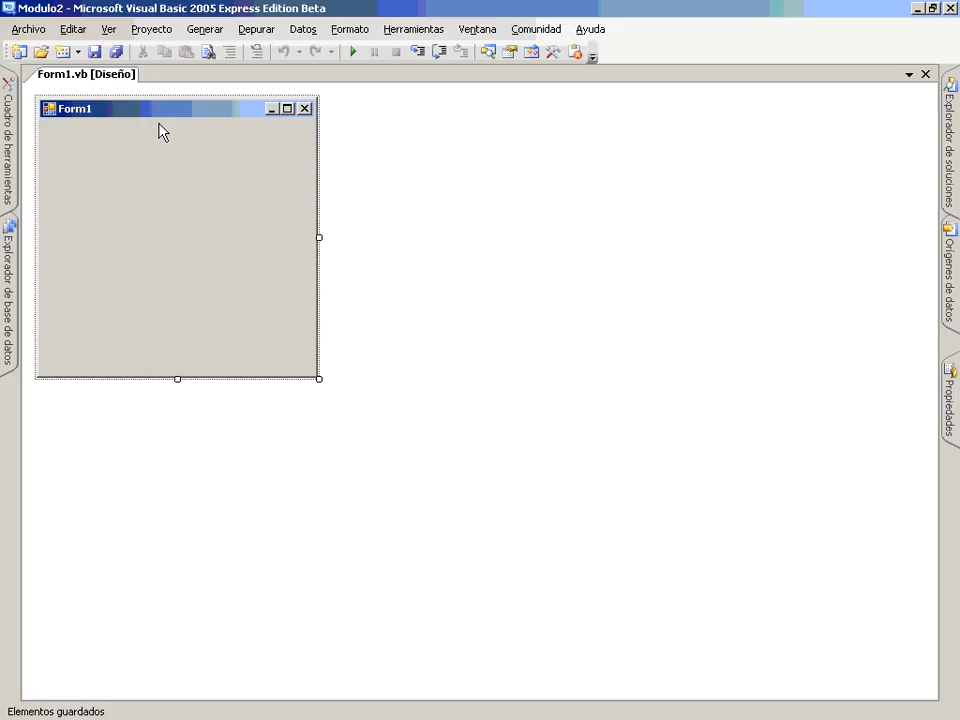 Modulo2 - Microsoft Visual Basic 2005 Express Edition Beta
Archivo Editar Ver Proyecto Generar Depurar Datos Formato Herramientas Ventana Comunidad Ayuda
Form1.vb [Diseño]
Form1
Cuadro de herramientas
Explorador de base de datos
Explorador de soluciones
Orígenes de datos
Propiedades
Elementos guardados